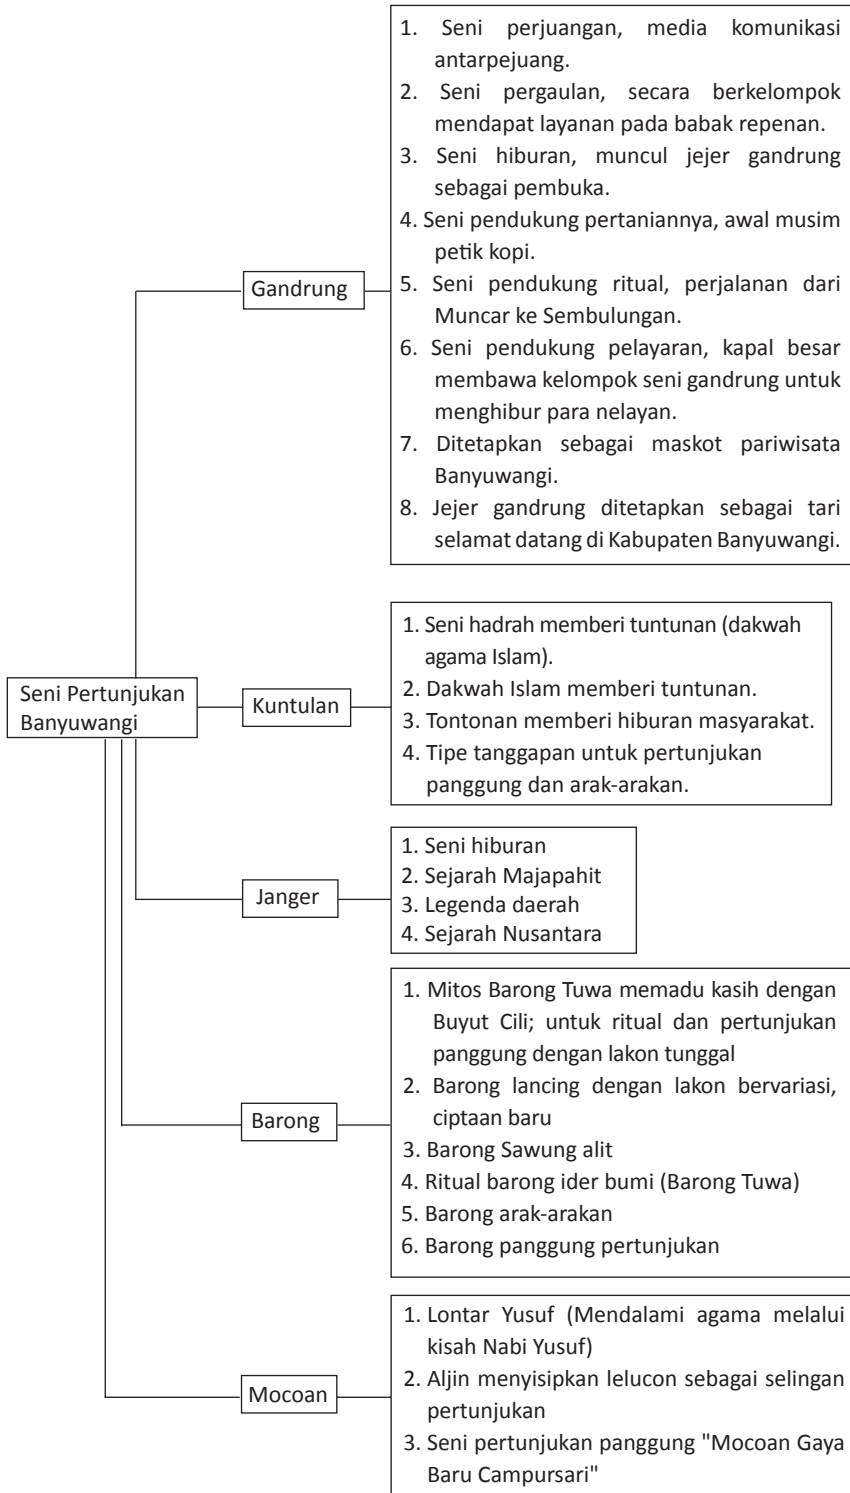 1. Seni perjuangan, media komunikasi
antarpejuang.
2. Seni pergaulan, secara berkelompok
mendapat layanan pada babak repenan.
3. Seni hiburan, muncul jejer gandrung
sebagai pembuka.
4. Seni pendukung pertaniannya, awal musim
petik kopi.
Gandrung
5. Seni pendukung ritual, perjalanan dari
Muncar ke Sembulungan.
6. Seni pendukung pelayaran, kapal besar
membawa kelompok seni gandrung untuk
menghibur para nelayan.
7. Ditetapkan sebagai maskot pariwisata
Banyuwangi.
8. Jejer gandrung ditetapkan sebagai tari
selamat datang di Kabupaten Banyuwangi.
Seni Pertunjukan
Banyuwangi
Kuntulan
1. Seni hadrah memberi tuntunan (dakwah
agama Islam).
2. Dakwah Islam memberi tuntunan.
3. Tontonan memberi hiburan masyarakat.
4. Tipe tanggapan untuk pertunjukan
panggung dan arak-arakan.
Janger
1. Seni hiburan
2. Sejarah Majapahit
3. Legenda daerah
4. Sejarah Nusantara
Barong
1. Mitos Barong Tuwa memadu kasih dengan
Buyut Cili; untuk ritual dan pertunjukan
panggung dengan lakon tunggal
2. Barong lancing dengan lakon bervariasi,
ciptaan baru
3. Barong Sawung alit
4. Ritual barong ider bumi (Barong Tuwa)
5. Barong arak-arakan
6. Barong panggung pertunjukan
Mocoan
1. Lontar Yusuf (Mendalami agama melalui
kisah Nabi Yusuf)
2. Aljin menyisipkan lelucon sebagai selingan
pertunjukan
3. Seni pertunjukan panggung "Mocoan Gaya
Baru Campursari"